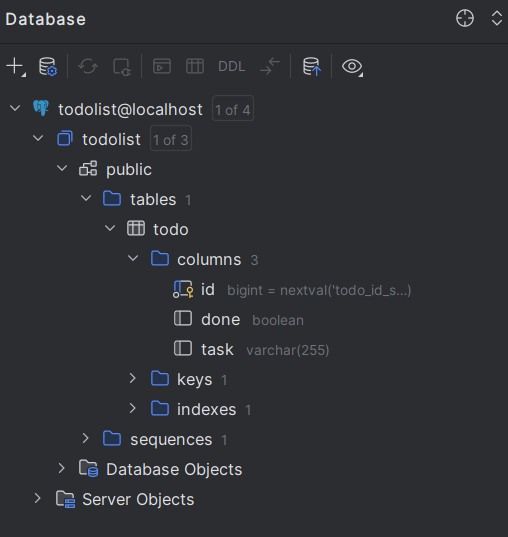 Database
DDL
todolist@localhost 1 of 4
todolist 1 of 3
public
tables 1
todo
columns 3
id bigint = nextval('todo_id_s...)
done boolean
task varchar(255)
keys 1
indexes 1
sequences 1
Database Objects
Server Objects